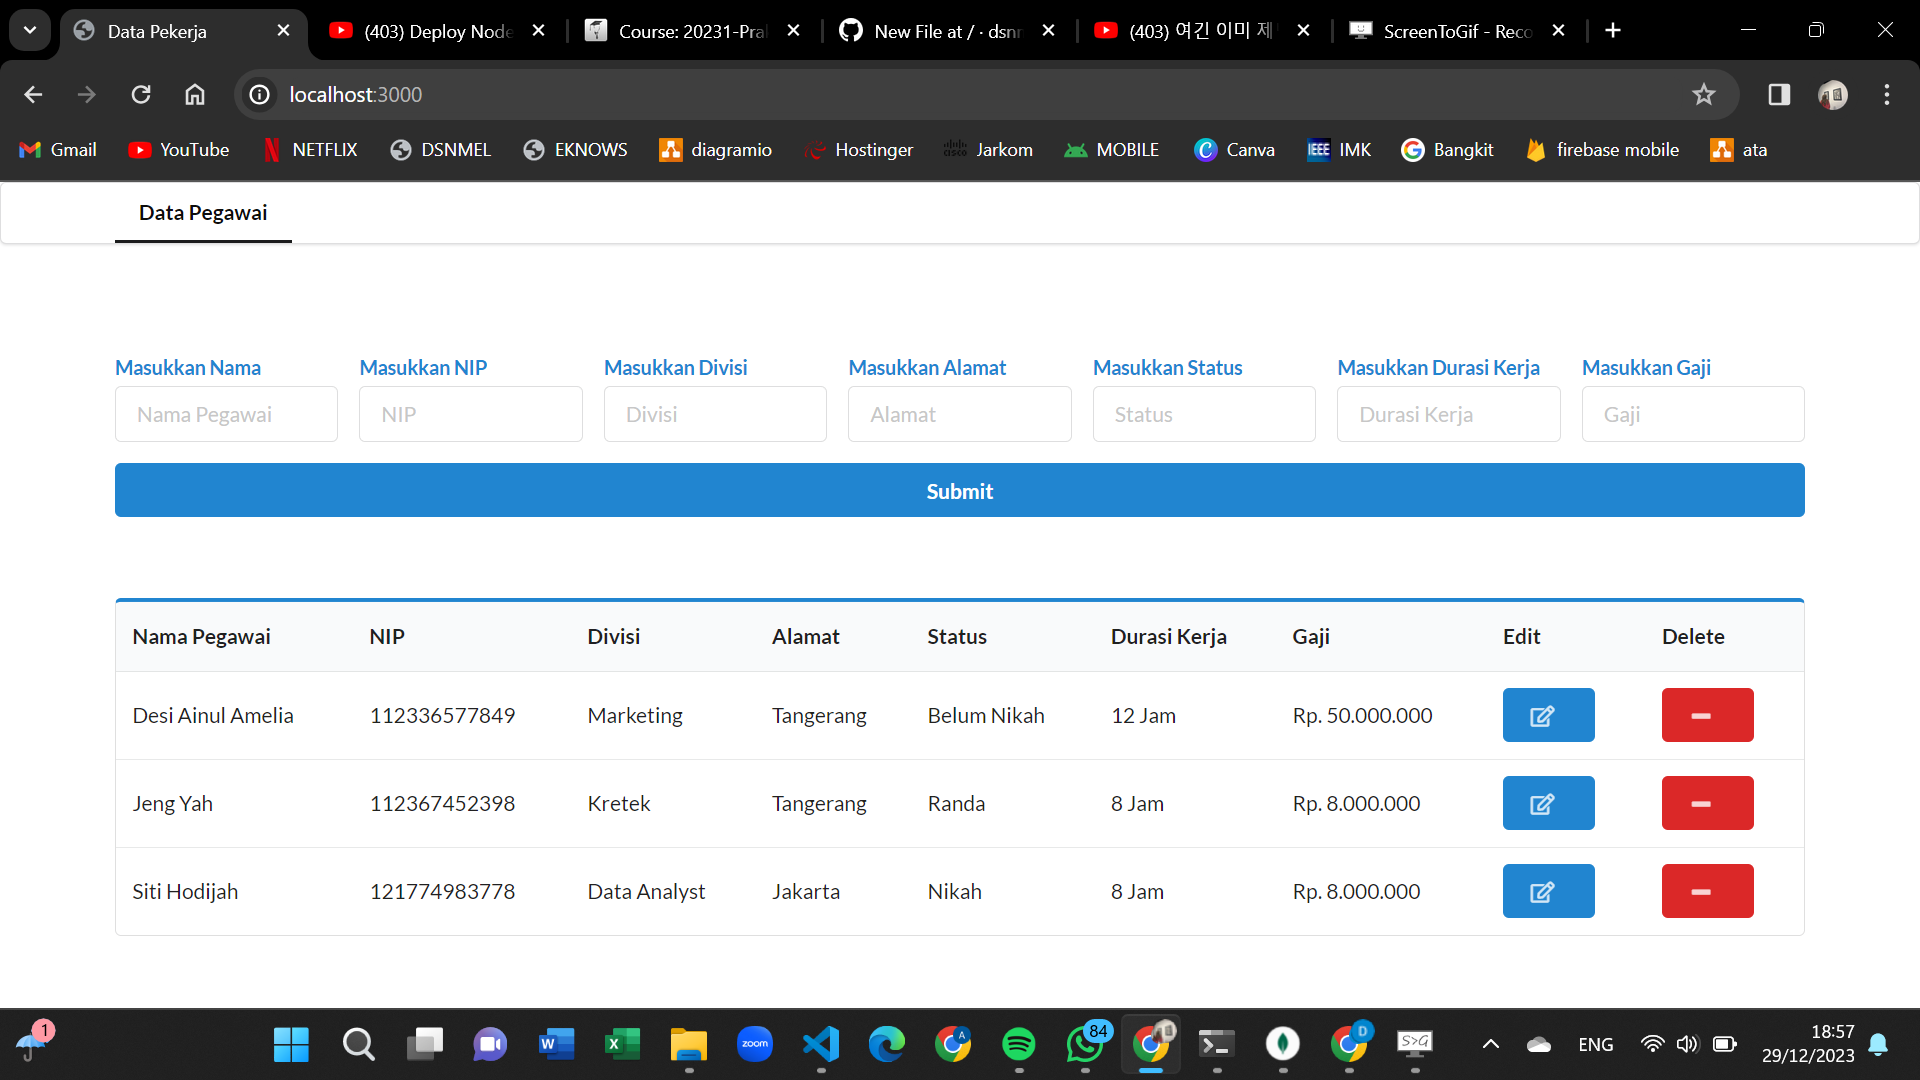 Data Pekerja
(403) Deploy Node
Course: 20231-Pral
New File at / · dsnn
(403) 여긴 이미 제
ScreenToGif - Reco
localhost:3000
Gmail
YouTube
NETFLIX
DSNMEL
EKNOWS
diagramio
Hostinger
Jarkom
MOBILE
Canva
IEEE
IMK
Bangkit
firebase mobile
ata
Data Pegawai
Masukkan Nama Masukkan NIP Masukkan Divisi Masukkan Alamat Masukkan Status Masukkan Durasi Kerja Masukkan Gaji
Nama Pegawai NIP Divisi Alamat Status Durasi Kerja Gaji
Submit
Nama Pegawai NIP Divisi Alamat Status Durasi Kerja Gaji Edit Delete
Desi Ainul Amelia 112336577849 Marketing Tangerang Belum Nikah 12 Jam Rp. 50.000.000
Jeng Yah 112367452398 Kretek Tangerang Randa 8 Jam Rp. 8.000.000
Siti Hodijah 121774983778 Data Analyst Jakarta Nikah 8 Jam Rp. 8.000.000
1
W
X
zoom
A
84
D
S>G
ENG
18:57
29/12/2023